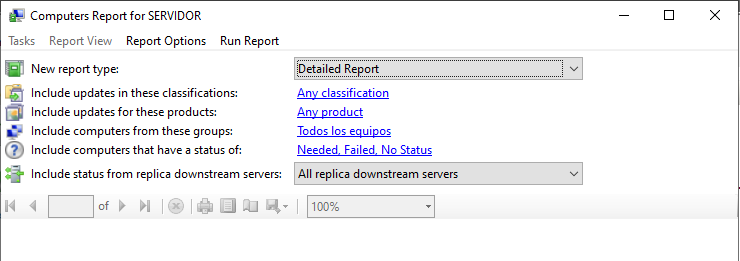 Computers Report for SERVIDOR
Tasks Report View Report Options Run Report
New report type: Detailed Report
Include updates in these classifications: Any classification
Include updates for these products: Any product
Include computers from these groups: Todos los equipos
Include computers that have a status of: Needed, Failed, No Status
Include status from replica downstream servers: All replica downstream servers
of 100%